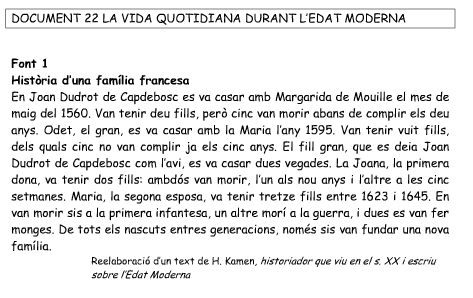 DOCUMENT 22 LA VIDA QUOTIDIANA DURANT L'EDAT MODERNA
Font 1
Història d'una família francesa
En Joan Dudrot de Capdebosc es va casar amb Margarida de Mouille el mes de
maig del 1560. Van tenir deu fills, però cinc van morir abans de complir els deu
anys. Odet, el gran, es va casar amb la Maria l'any 1595. Van tenir vuit fills,
dels quals cinc no van complir ja els cinc anys. El fill gran, que es deia Joan
Dudrot de Capdebosc com l'avi, es va casar dues vegades. La Joana, la primera
dona, va tenir dos fills: ambdós van morir, l'un als nou anys i l'altre a les cinc
setmanes. Maria, la segona esposa, va tenir tretze fills entre 1623 i 1645. En
van morir sis a la primera infantesa, un altre morí a la guerra, i dues es van fer
monges. De tots els nascuts entres generacions, només sis van fundar una nova
família.
Reelaboració d'un text de H. Kamen, historiador que viu en el s. XX i escriu
sobre l'Edat Moderna